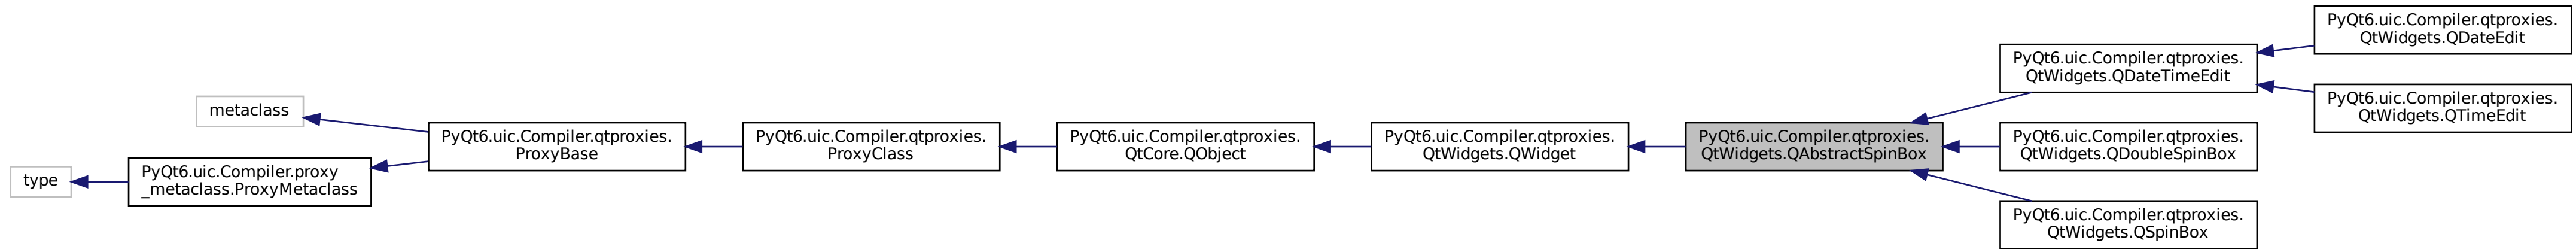 type
metaclass
PyQt6.uic.Compiler.proxy
_metaclass.ProxyMetaclass
PyQt6.uic.Compiler.qtproxies.
ProxyBase
PyQt6.uic.Compiler.qtproxies.
ProxyClass
PyQt6.uic.Compiler.qtproxies.
QtCore.QObject
PyQt6.uic.Compiler.qtproxies.
QtWidgets.QWidget
PyQt6.uic.Compiler.qtproxies.
QtWidgets.QAbstractSpinBox
PyQt6.uic.Compiler.qtproxies.
QtWidgets.QDateTimeEdit
PyQt6.uic.Compiler.qtproxies.
QtWidgets.QDoubleSpinBox
PyQt6.uic.Compiler.qtproxies.
QtWidgets.QSpinBox
PyQt6.uic.Compiler.qtproxies.
QtWidgets.QDateEdit
PyQt6.uic.Compiler.qtproxies.
QtWidgets.QTimeEdit